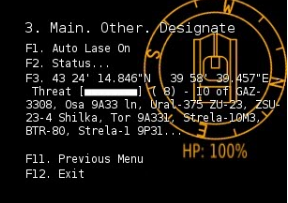 3. Main. Other. Designate
F1. Auto Lase On
F2. Status...
F3. 43 24' 14.846"N 39 58' 39.457"E
Threat [ ] ( 8) - 10 of GAZ-
3308, Osa 9A33 ln, Ural-375 ZU-23, ZSU-
23-4 Shilka, Tor 9A331, Strela-10M3,
BTR-80, Strela-1 9P31...
F11. Previous Menu
F12. Exit
N
S
E
HP: 100%